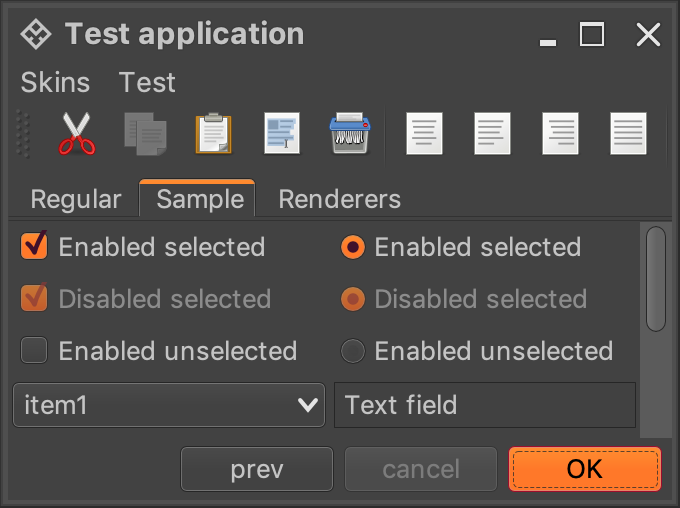 Test application
Skins Test
Regular Sample Renderers
Enabled selected Enabled selected
Disabled selected Disabled selected
Enabled unselected Enabled unselected
item1 Text field
prev cancel OK